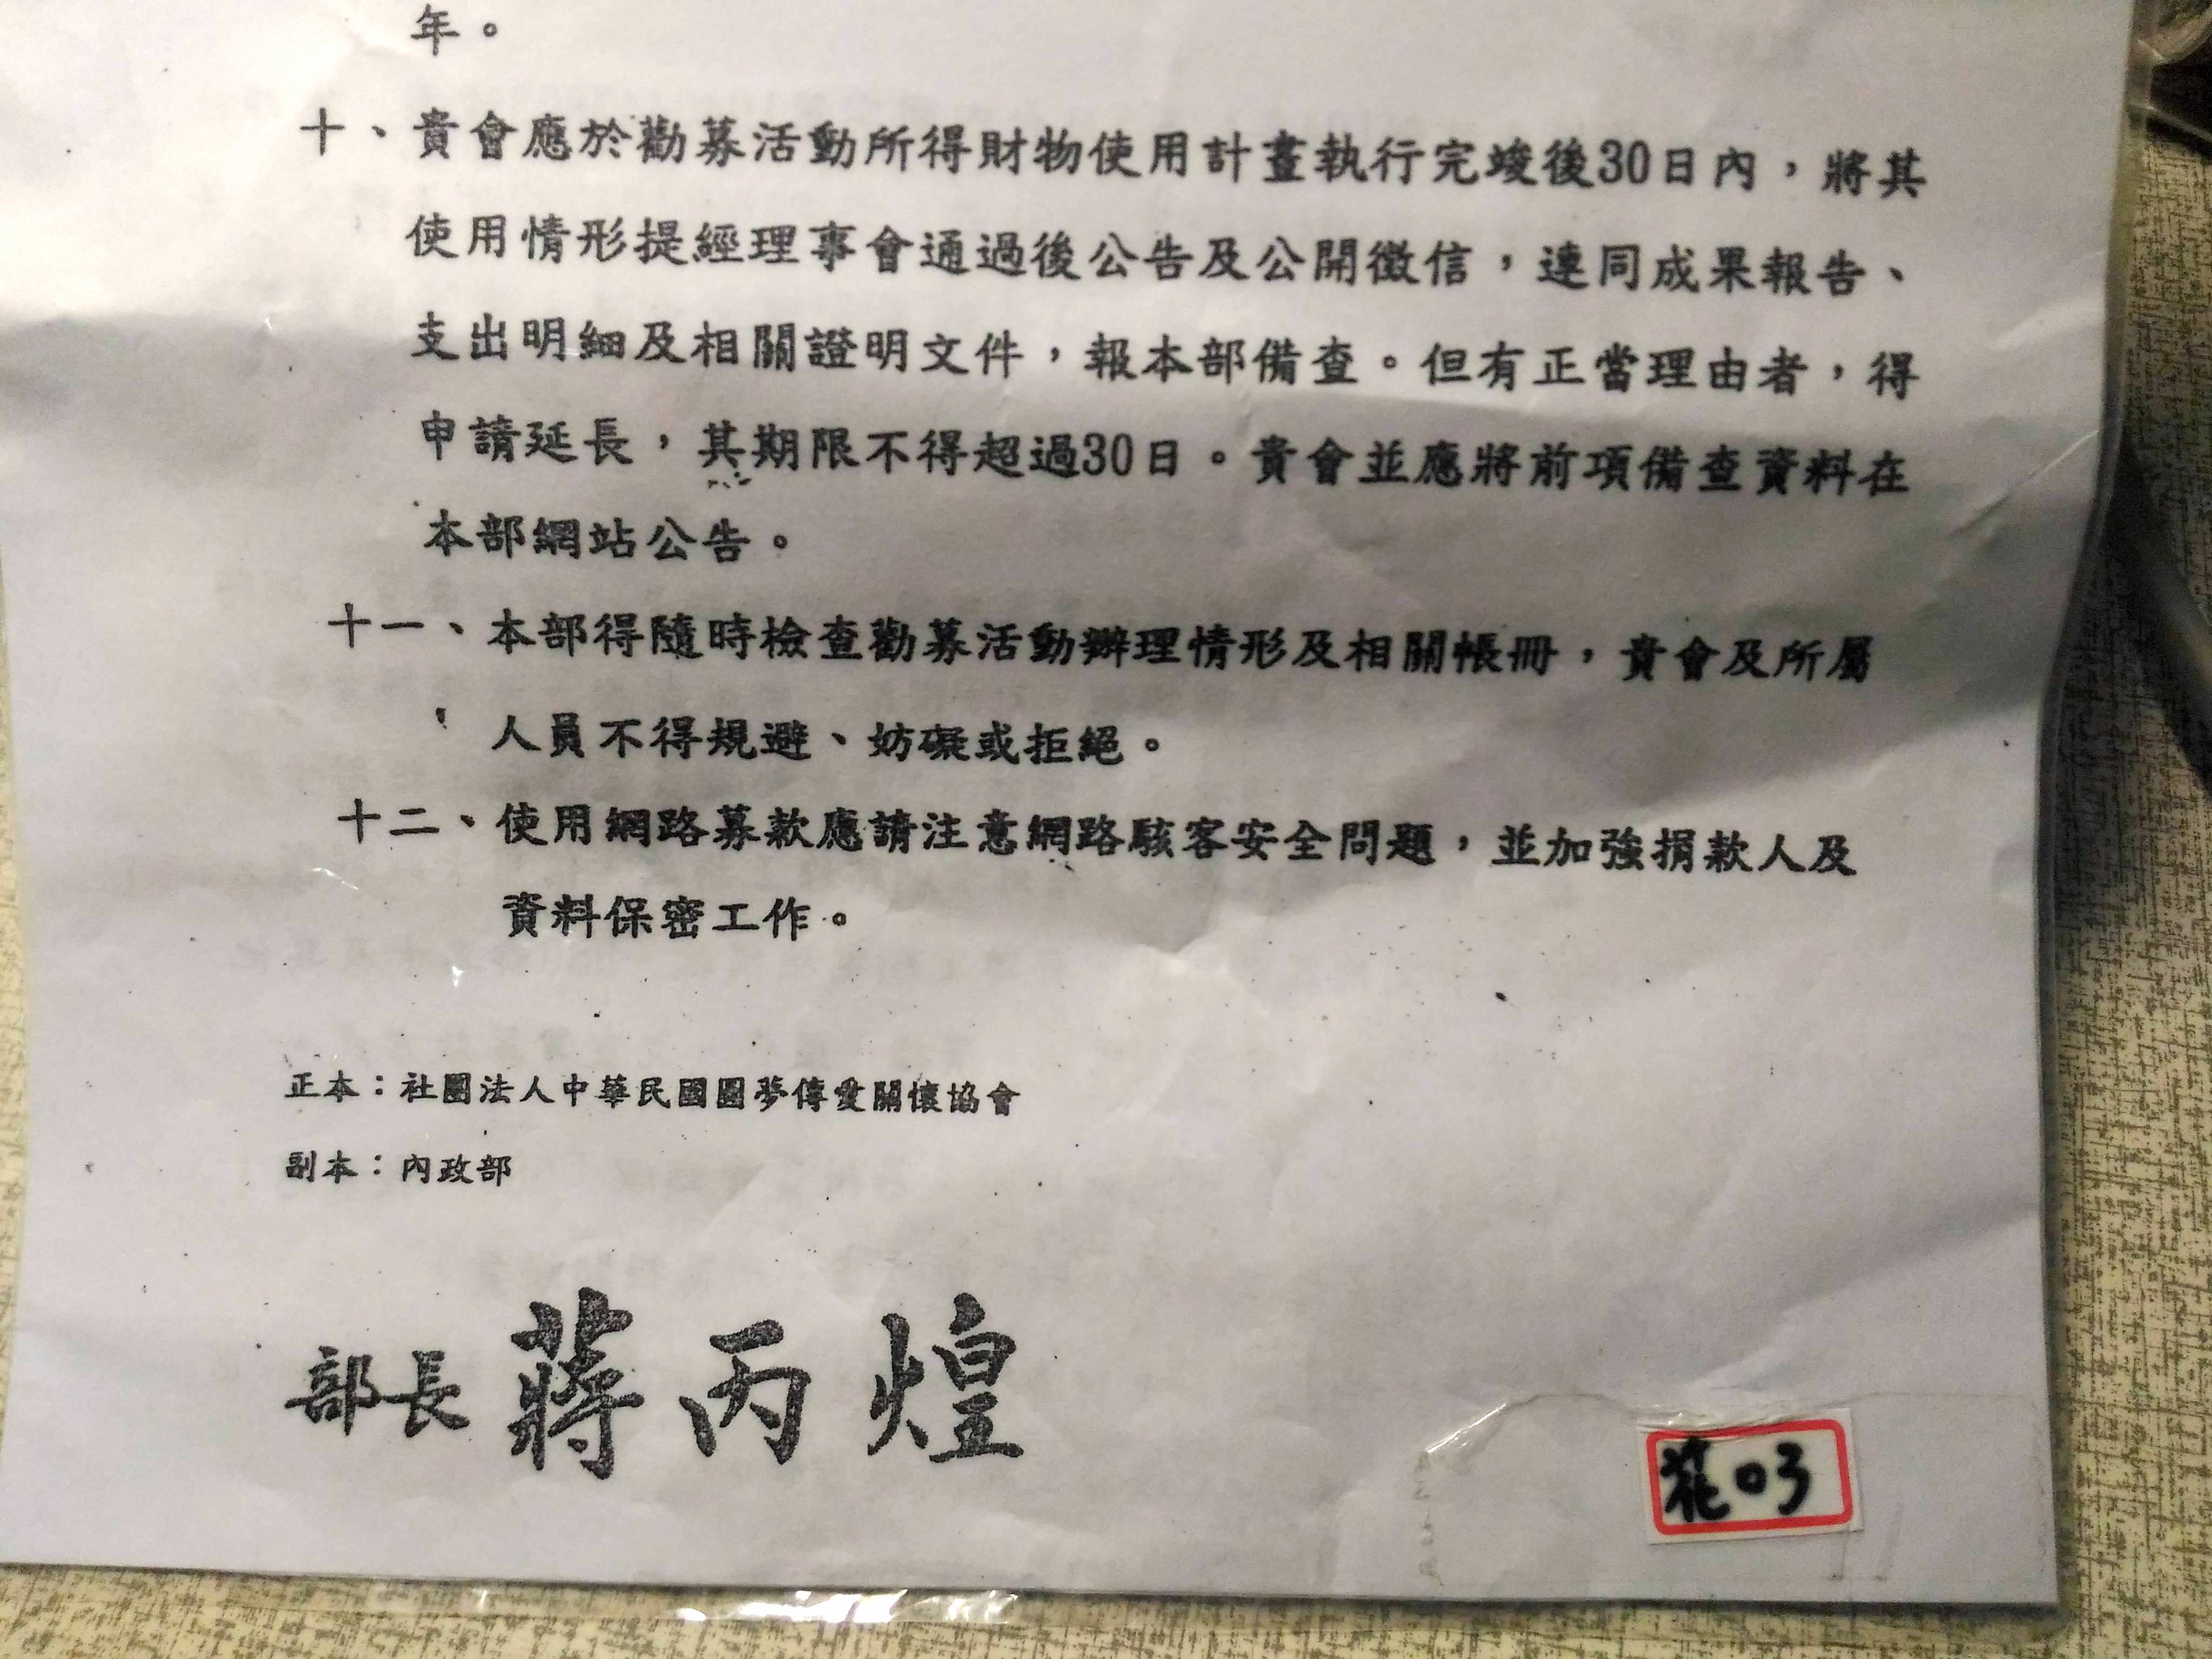 年。
十、貴會應於勸募活動所得財物使用計畫執行完竣後30日內，將其
使用情形提經理事會通過後公告及公開徵信，連同成果報告、
支出明細及相關證明文件，報本部備查。但有正當理由者，得
申請延長，其期限不得超過30日。貴會並應將前項備查資料在
本部網站公告。
十一、本部得隨時檢查勸募活動辦理情形及相關帳冊，貴會及所屬
人員不得規避、妨礙或拒絕。
十二、使用網路募款應請注意網路駭客安全問題，並加強捐款人及
資料保密工作。
正本：社團法人中華民國圓夢傳愛關懷協會
副本：內政部
部長 蔣丙煌
花03